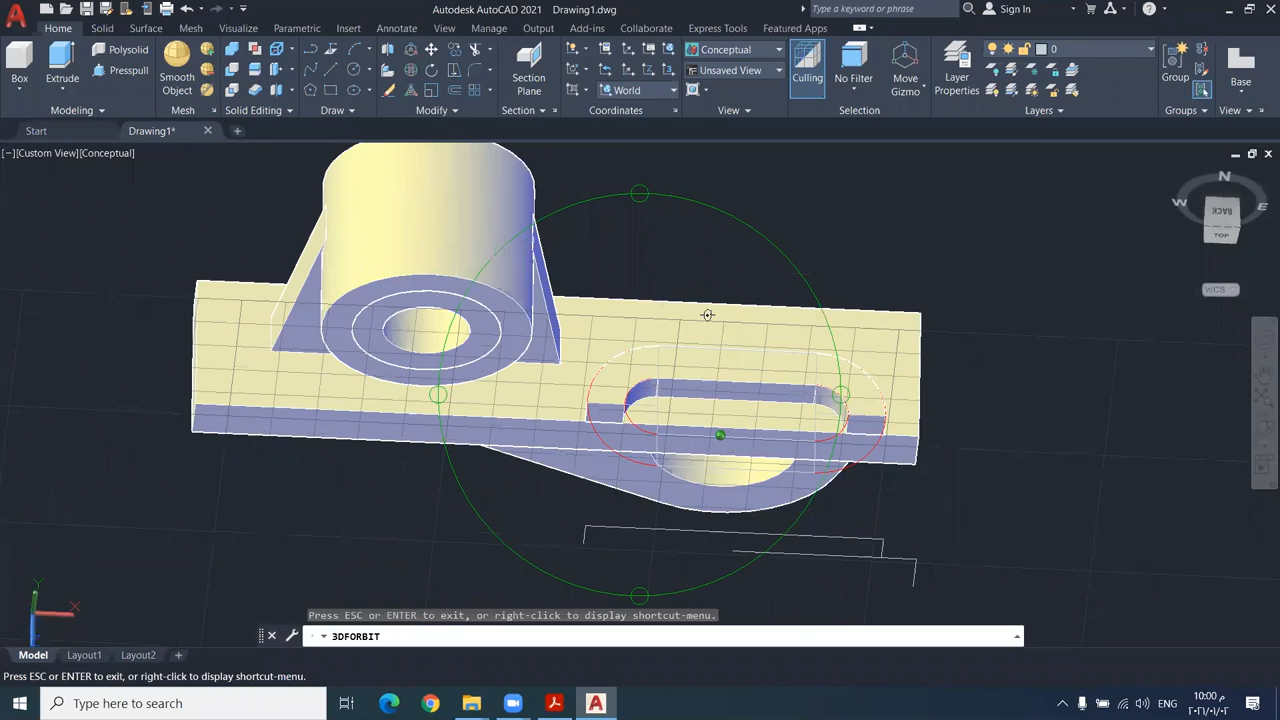 Autodesk AutoCAD 2021    Drawing1.dwg
Type a keyword or phrase
Sign In
Home Solid Surface Mesh Visualize Parametric Insert Annotate View Manage Output Add-ins Collaborate Express Tools Featured Apps
Box
Extrude
Polysolid
Presspull
Smooth
Object
Section
Plane
World
Conceptual
Unsaved View
Culling
No Filter
Move
Gizmo
Layer
Properties
0
Group
Base
Modeling Mesh Solid Editing Draw Modify Section Coordinates View Selection Layers Groups View
Start Drawing1* +
[−][Custom View][Conceptual]
N
W
E
BACK
TOP
WCS
Y
X
Press ESC or ENTER to exit, or right-click to display shortcut-menu.
3DFORBIT
Model Layout1 Layout2 +
Press ESC or ENTER to exit, or right-click to display shortcut-menu.
Type here to search
ENG
10:00 م